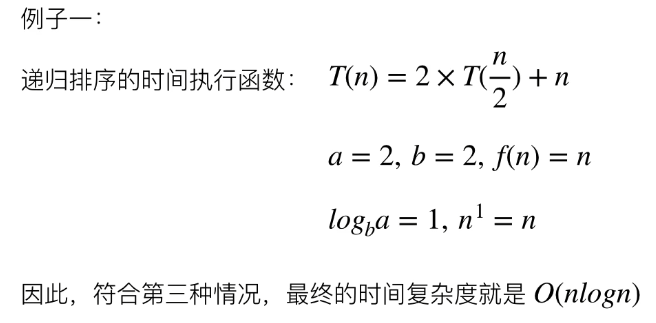 例子一：
递归排序的时间执行函数： T(n) = 2 × T(n/2) + n
a = 2, b = 2, f(n) = n
log_b a = 1, n^1 = n
因此，符合第三种情况，最终的时间复杂度就是 O(nlogn)